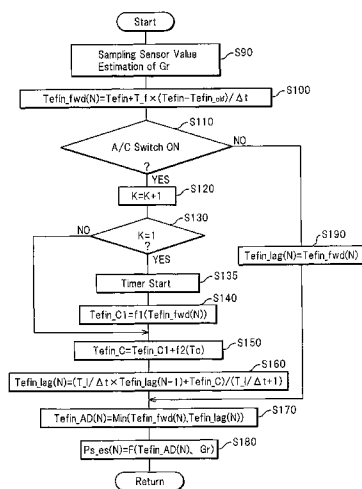 Start
S90
Sampling Sensor Value
Estimation of Gr
S100
Tefin_fwd(N)=Tefin+T_f×(Tefin-Tefin_old)/Δt
S110
A/C Switch ON
?
NO
YES
S120
K=K+1
S130
NO
K=1
?
YES
S190
Tefin_lag(N)=Tefin_fwd(N)
S135
Timer Start
S140
Tefin_C1=f1(Tefin_fwd(N))
S150
Tefin_C=Tefin_C1+f2(Tc)
S160
Tefin_lag(N)=(T_l/Δt×Tefin_lag(N-1)+Tefin_C)/(T_l/Δt+1)
S170
Tefin_AD(N)=Min(Tefin_fwd(N),Tefin_lag(N))
S180
Ps_es(N)=F(Tefin_AD(N)、Gr)
Return